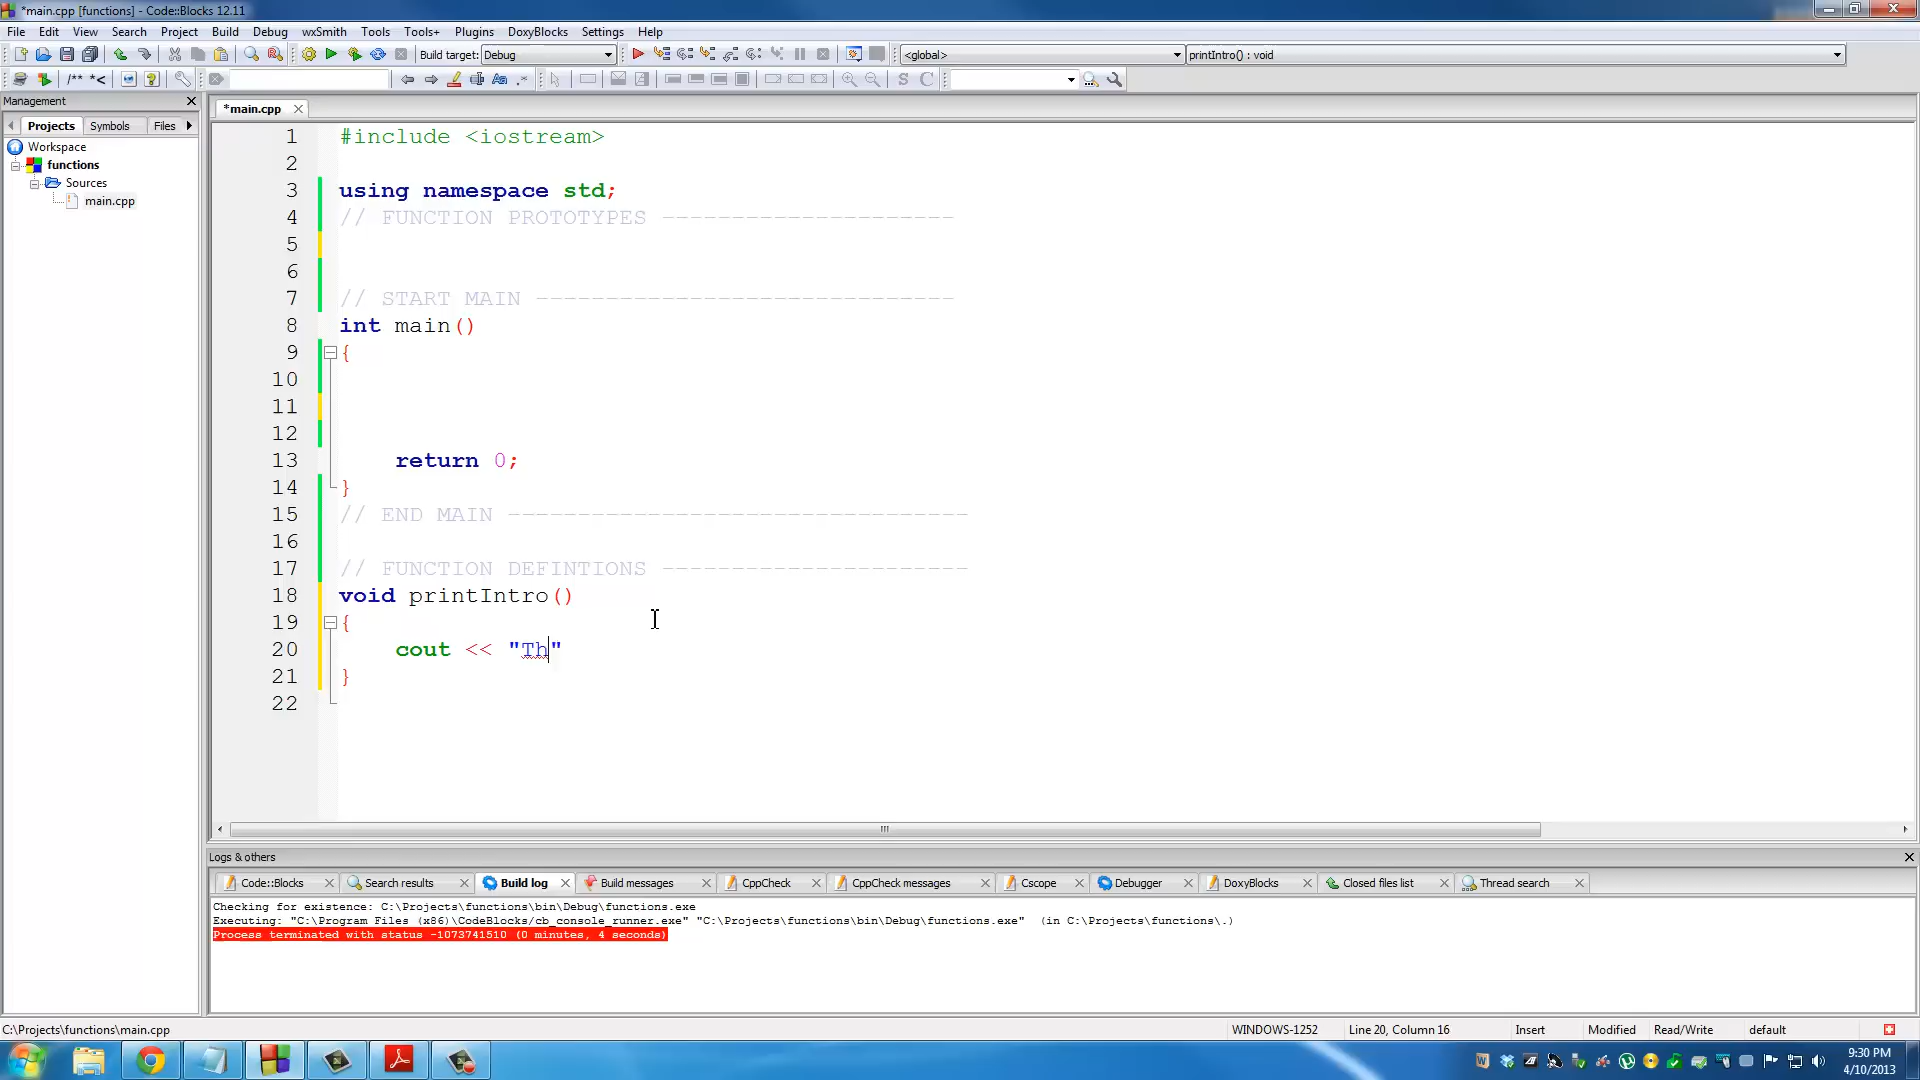 *main.cpp [functions] - Code::Blocks 12.11
File Edit View Search Project Build Debug wxSmith Tools Tools+ Plugins DoxyBlocks Settings Help
Build target: Debug <global> printIntro() : void
/** *<
Management
*main.cpp
Projects Symbols Files
Workspace
functions
Sources
main.cpp
1 #include <iostream>
2
3 using namespace std;
4 // FUNCTION PROTOTYPES ---------------------
5
6
7 // START MAIN ------------------------------
8 int main()
9 {
10
11
12
13 return 0;
14 }
15 // END MAIN ---------------------------------
16
17 // FUNCTION DEFINTIONS ----------------------
18 void printIntro()
19 {
20 cout << "Th"
21 }
22
Logs & others
Code::Blocks Search results Build log Build messages CppCheck CppCheck messages Cscope Debugger DoxyBlocks Closed files list Thread search
Checking for existence: C:\Projects\functions\bin\Debug\functions.exe
Executing: "C:\Program Files (x86)\CodeBlocks/cb_console_runner.exe" "C:\Projects\functions\bin\Debug\functions.exe" (in C:\Projects\functions\.)
Process terminated with status -1073741510 (0 minutes, 4 seconds)
C:\Projects\functions\main.cpp WINDOWS-1252 Line 20, Column 16 Insert Modified Read/Write default
9:30 PM
4/10/2013